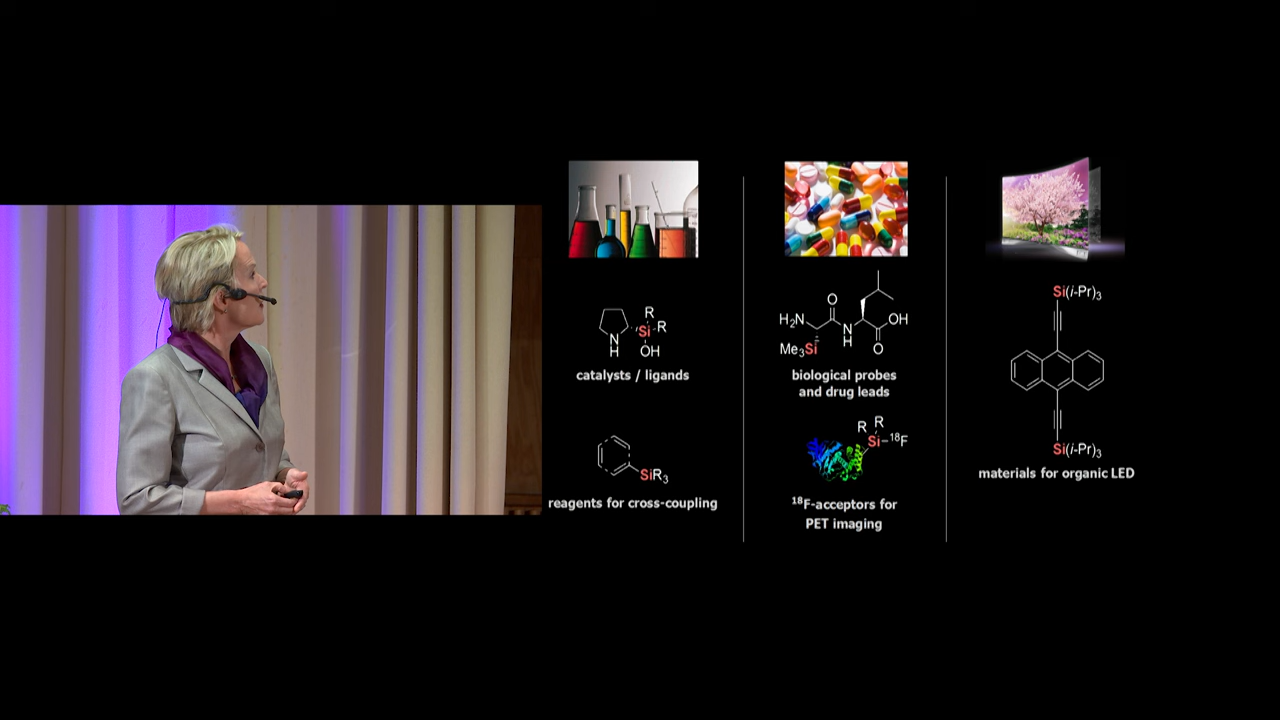 R
Si
R
N
H
OH
catalysts / ligands
SiR3
reagents for cross-coupling
O
H2N
N
H
OH
O
Me3Si
biological probes
and drug leads
R
R
Si-18F
18F-acceptors for
PET imaging
Si(i-Pr)3
Si(i-Pr)3
materials for organic LED